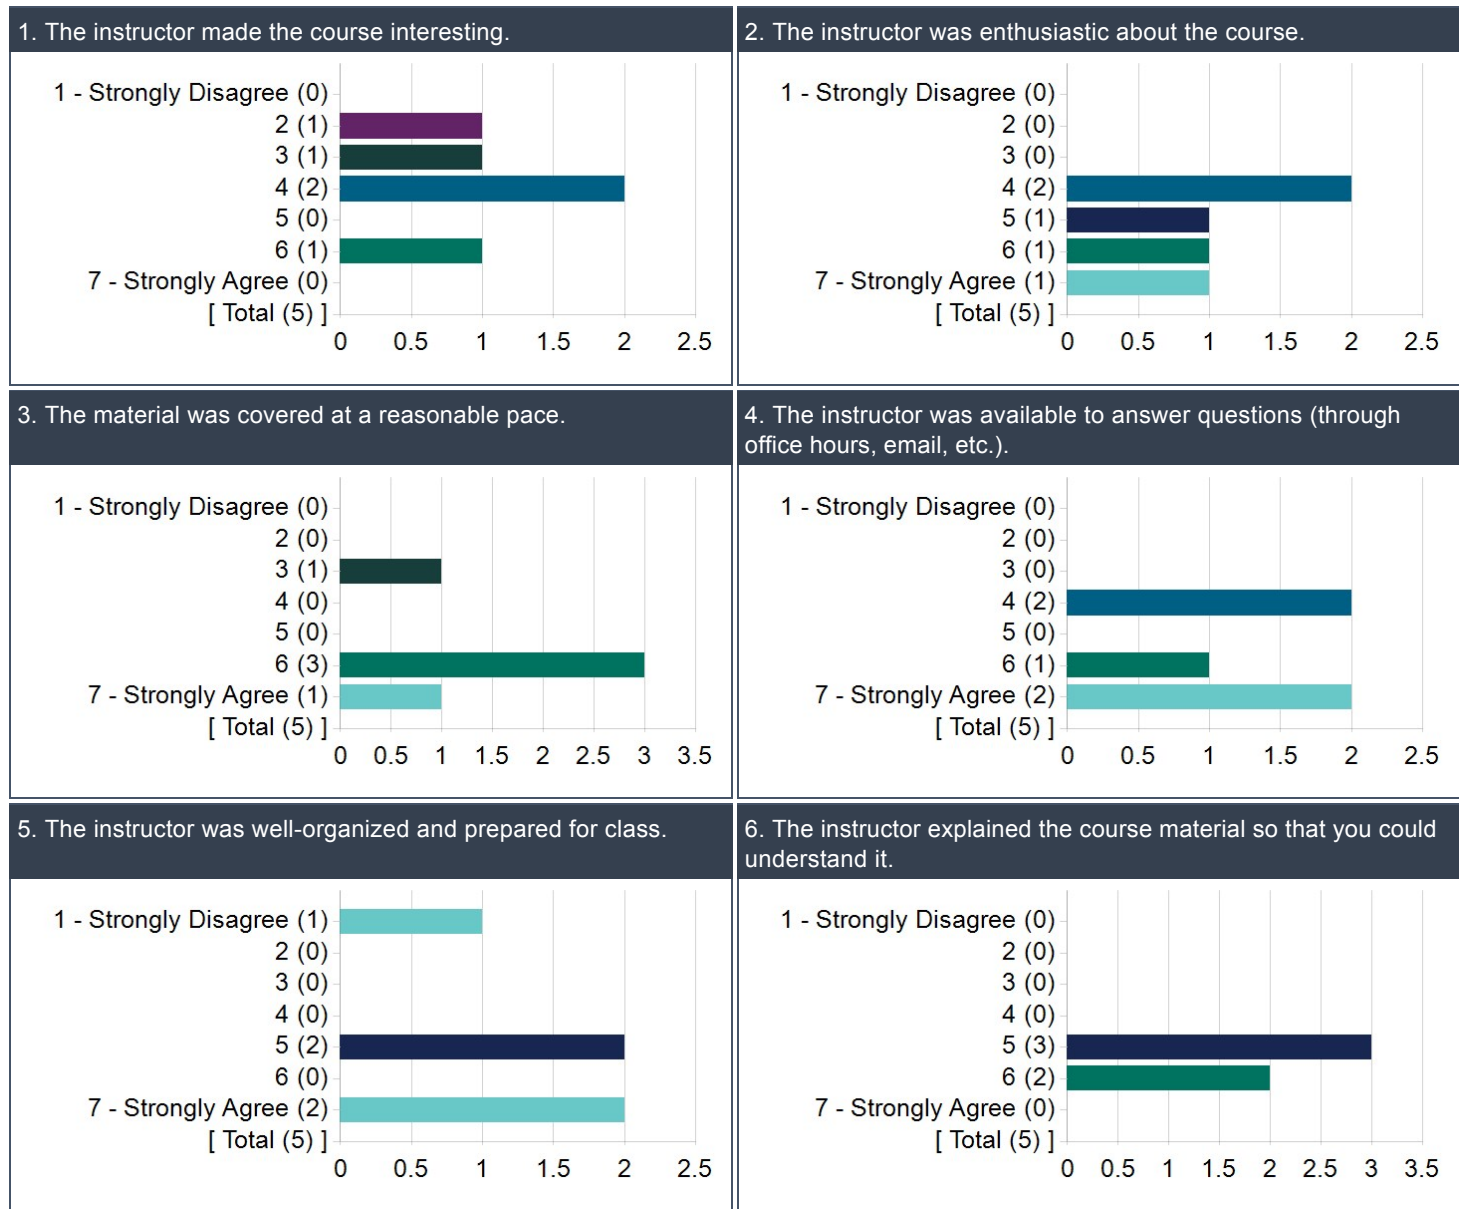 1. The instructor made the course interesting.
1 - Strongly Disagree (0)
2 (1)
3 (1)
4 (2)
5 (0)
6 (1)
7 - Strongly Agree (0)
[ Total (5) ]
0 0.5 1 1.5 2 2.5
2. The instructor was enthusiastic about the course.
1 - Strongly Disagree (0)
2 (0)
3 (0)
4 (2)
5 (1)
6 (1)
7 - Strongly Agree (1)
[ Total (5) ]
0 0.5 1 1.5 2 2.5
3. The material was covered at a reasonable pace.
1 - Strongly Disagree (0)
2 (0)
3 (1)
4 (0)
5 (0)
6 (3)
7 - Strongly Agree (1)
[ Total (5) ]
0 0.5 1 1.5 2 2.5 3 3.5
4. The instructor was available to answer questions (through
office hours, email, etc.).
1 - Strongly Disagree (0)
2 (0)
3 (0)
4 (2)
5 (0)
6 (1)
7 - Strongly Agree (2)
[ Total (5) ]
0 0.5 1 1.5 2 2.5
5. The instructor was well-organized and prepared for class.
1 - Strongly Disagree (1)
2 (0)
3 (0)
4 (0)
5 (2)
6 (0)
7 - Strongly Agree (2)
[ Total (5) ]
0 0.5 1 1.5 2 2.5
6. The instructor explained the course material so that you could
understand it.
1 - Strongly Disagree (0)
2 (0)
3 (0)
4 (0)
5 (3)
6 (2)
7 - Strongly Agree (0)
[ Total (5) ]
0 0.5 1 1.5 2 2.5 3 3.5